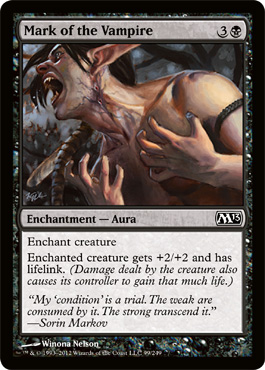 Mark of the Vampire 3
Enchantment — Aura M13
Enchant creature
Enchanted creature gets +2/+2 and has
lifelink. (Damage dealt by the creature also
causes its controller to gain that much life.)
“My ‘condition’ is a trial. The weak are
consumed by it. The strong transcend it.”
—Sorin Markov
Winona Nelson
™ & © 1993–2012 Wizards of the Coast LLC 99/249